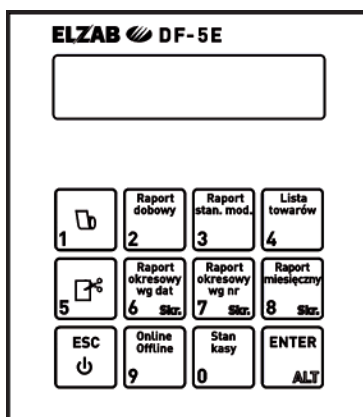 ELZAB DF-5E
1
Raport
dobowy
2
Raport
stan. mod.
3
Lista
towarów
4
5
Raport
okresowy
wg dat
6 Skr.
Raport
okresowy
wg nr
7 Skr.
Raport
miesięczny
8 Skr.
ESC
Online
Offline
9
Stan
kasy
0
ENTER
ALT